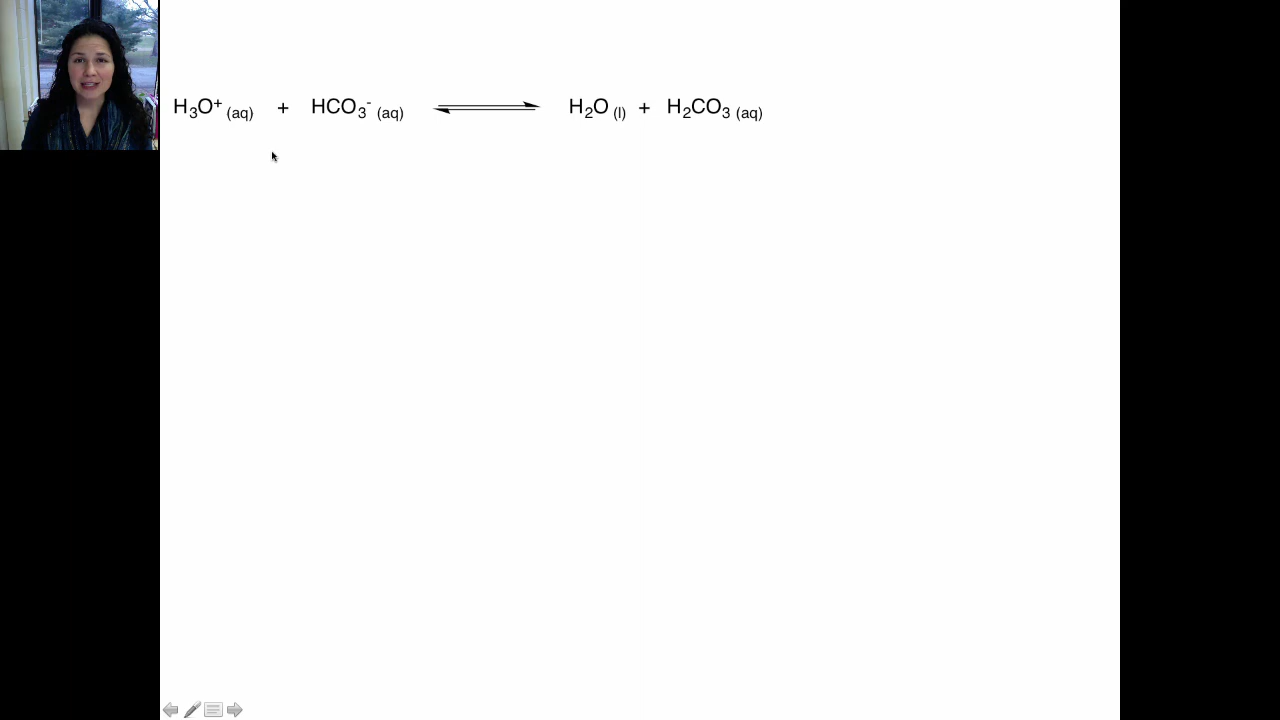 H₃O⁺ (aq) + HCO₃⁻ (aq) ⇌ H₂O (l) + H₂CO₃ (aq)